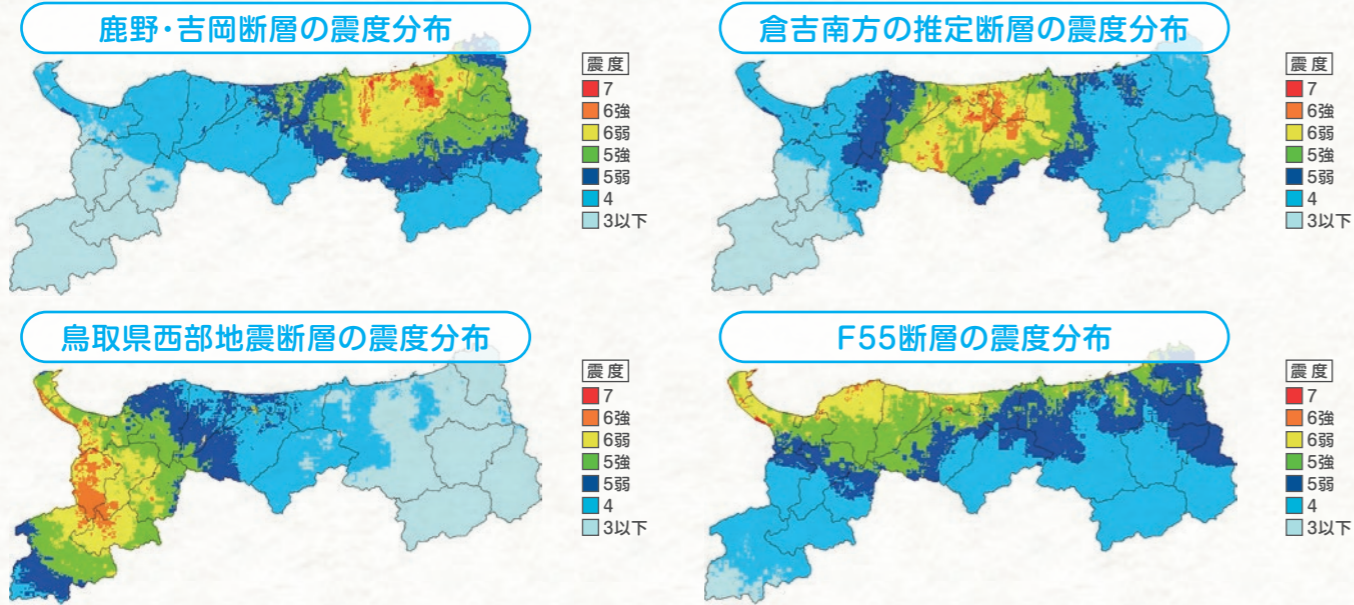 鹿野・吉岡断層の震度分布
震度
7
6強
6弱
5強
5弱
4
3以下
倉吉南方の推定断層の震度分布
震度
7
6強
6弱
5強
5弱
4
3以下
鳥取県西部地震断層の震度分布
震度
7
6強
6弱
5強
5弱
4
3以下
F55断層の震度分布
震度
7
6強
6弱
5強
5弱
4
3以下